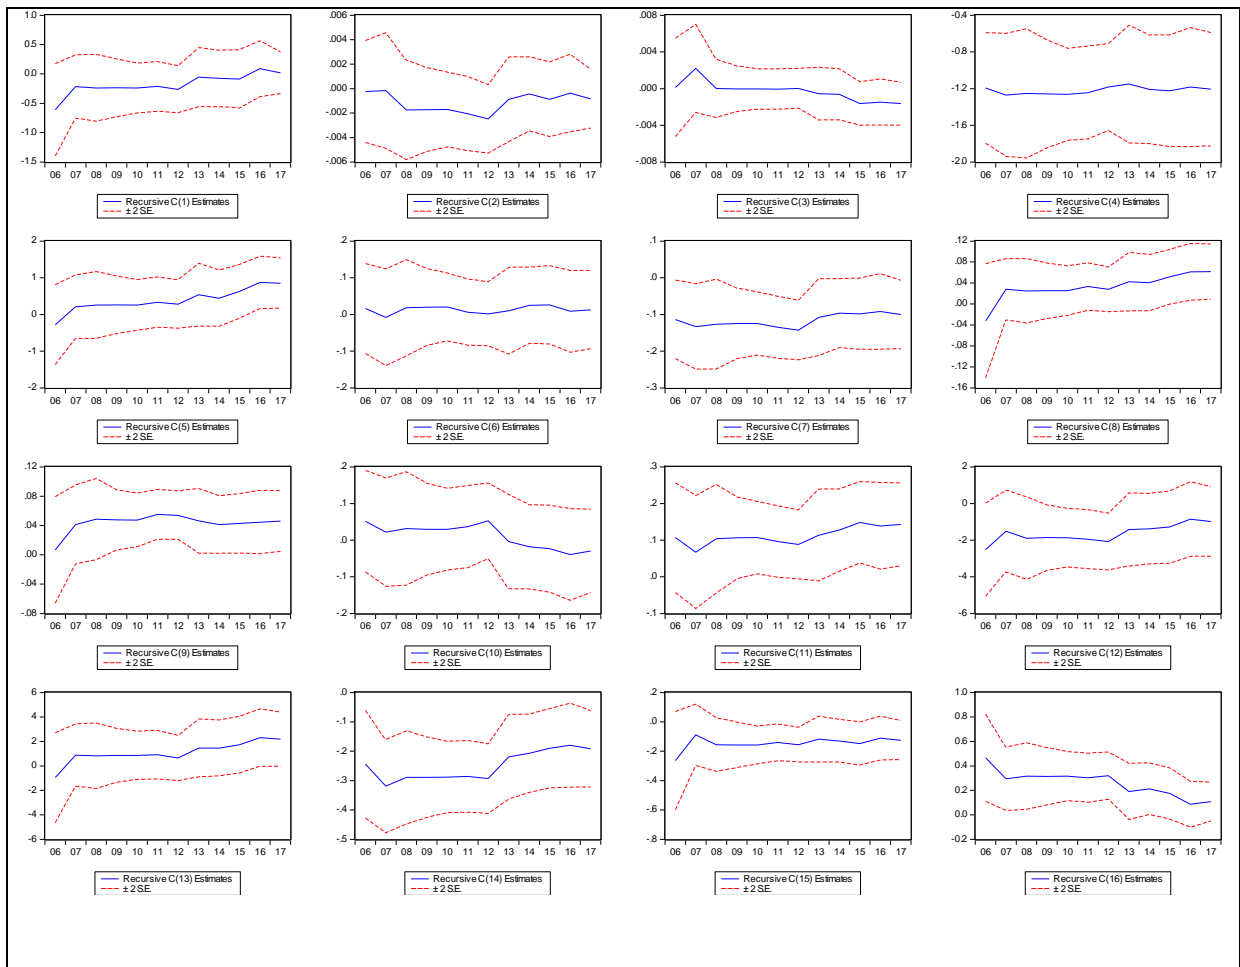 1.0
0.5
0.0
-0.5
-1.0
-1.5
06 07 08 09 10 11 12 13 14 15 16 17
Recursive C(1) Estimates
± 2 S.E.
.006
.004
.002
.000
-.002
-.004
-.006
06 07 08 09 10 11 12 13 14 15 16 17
Recursive C(2) Estimates
± 2 S.E.
.008
.004
.000
-.004
-.008
06 07 08 09 10 11 12 13 14 15 16 17
Recursive C(3) Estimates
± 2 S.E.
-0.4
-0.8
-1.2
-1.6
-2.0
06 07 08 09 10 11 12 13 14 15 16 17
Recursive C(4) Estimates
± 2 S.E.
2
1
0
-1
-2
06 07 08 09 10 11 12 13 14 15 16 17
Recursive C(5) Estimates
± 2 S.E.
.2
.1
.0
-.1
-.2
06 07 08 09 10 11 12 13 14 15 16 17
Recursive C(6) Estimates
± 2 S.E.
.1
.0
-.1
-.2
-.3
06 07 08 09 10 11 12 13 14 15 16 17
Recursive C(7) Estimates
± 2 S.E.
.12
.08
.04
.00
-.04
-.08
-.12
-.16
06 07 08 09 10 11 12 13 14 15 16 17
Recursive C(8) Estimates
± 2 S.E.
.12
.08
.04
.00
-.04
-.08
06 07 08 09 10 11 12 13 14 15 16 17
Recursive C(9) Estimates
± 2 S.E.
.2
.1
.0
-.1
-.2
06 07 08 09 10 11 12 13 14 15 16 17
Recursive C(10) Estimates
± 2 S.E.
.3
.2
.1
.0
-.1
06 07 08 09 10 11 12 13 14 15 16 17
Recursive C(11) Estimates
± 2 S.E.
2
0
-2
-4
-6
06 07 08 09 10 11 12 13 14 15 16 17
Recursive C(12) Estimates
± 2 S.E.
6
4
2
0
-2
-4
-6
06 07 08 09 10 11 12 13 14 15 16 17
Recursive C(13) Estimates
± 2 S.E.
.0
-.1
-.2
-.3
-.4
-.5
06 07 08 09 10 11 12 13 14 15 16 17
Recursive C(14) Estimates
± 2 S.E.
.2
.0
-.2
-.4
-.6
-.8
06 07 08 09 10 11 12 13 14 15 16 17
Recursive C(15) Estimates
± 2 S.E.
1.0
0.8
0.6
0.4
0.2
0.0
-0.2
06 07 08 09 10 11 12 13 14 15 16 17
Recursive C(16) Estimates
± 2 S.E.